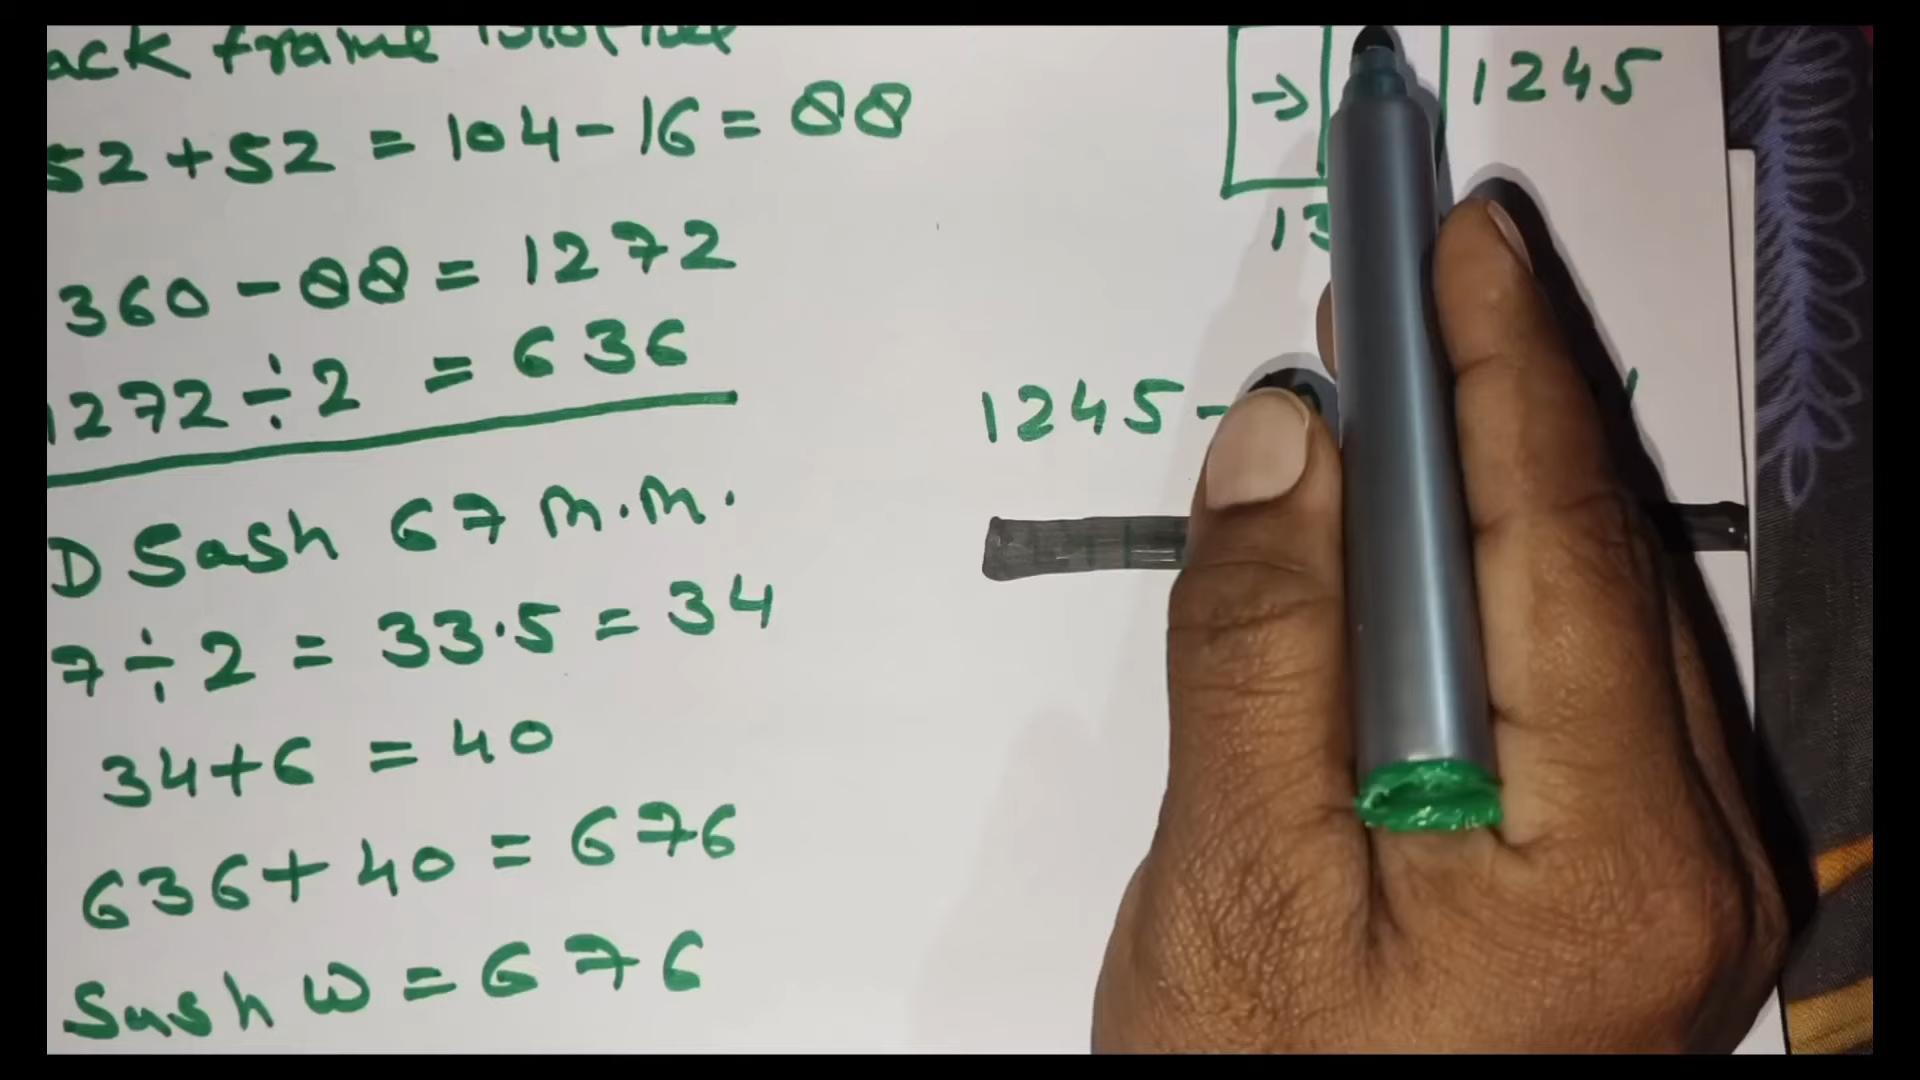 ack frame
52+52 = 104-16 = 88
360-88 = 1272
1272÷2 = 636
D Sash 67 m.m.
7÷2 = 33.5 = 34
34+6 = 40
636+40 = 676
Sash W = 676
1245
13
1245-